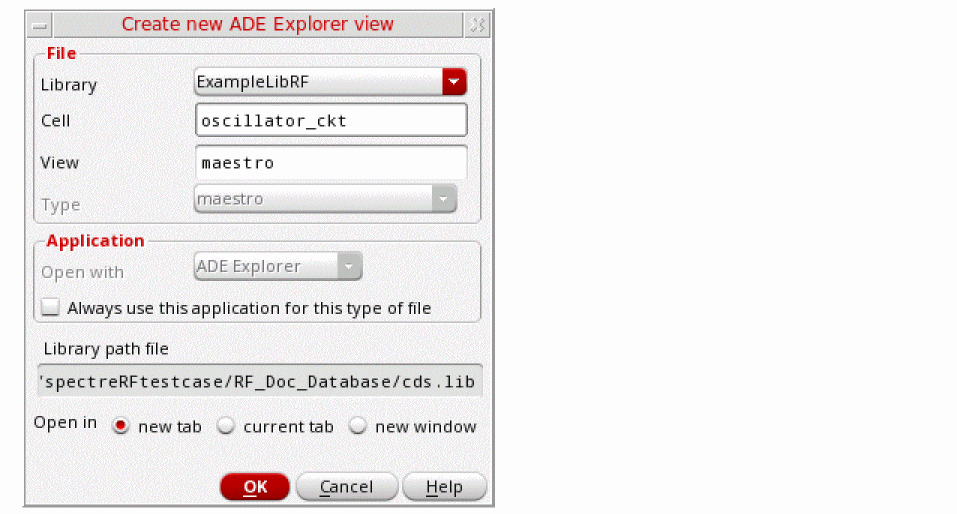 Create new ADE Explorer view
File
Library ExampleLibRF
Cell oscillator_ckt
View maestro
Type maestro
Application
Open with ADE Explorer
Always use this application for this type of file
Library path file
'spectreRFtestcase/RF_Doc_Database/cds.lib
Open in new tab current tab new window
OK Cancel Help